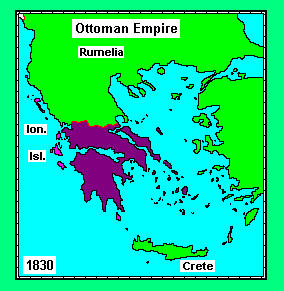 Ottoman Empire
Rumelia
Ion.
Isl.
1830
Crete